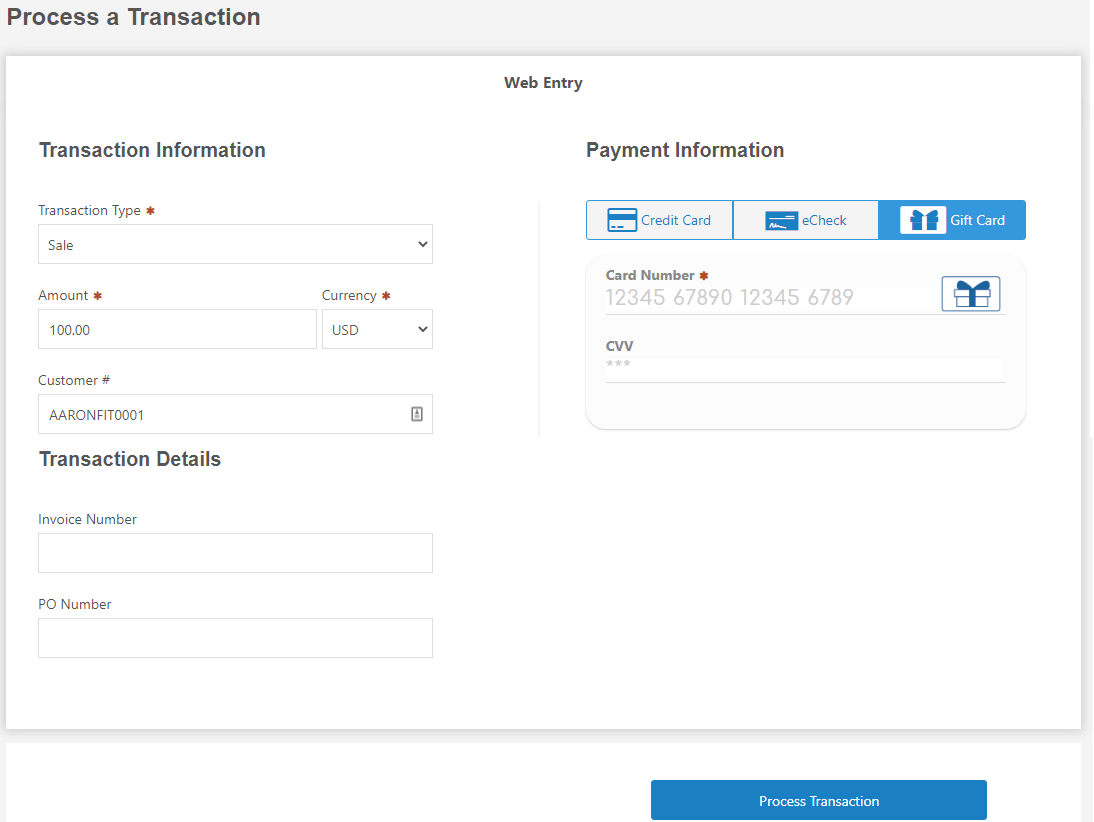 Process a Transaction
Web Entry
Transaction Information
Transaction Type *
Sale
Amount * Currency *
100.00 USD
Customer #
AARONFIT0001
Transaction Details
Invoice Number
PO Number
Payment Information
Credit Card eCheck Gift Card
Card Number *
12345 67890 12345 6789
CVV
***
Process Transaction